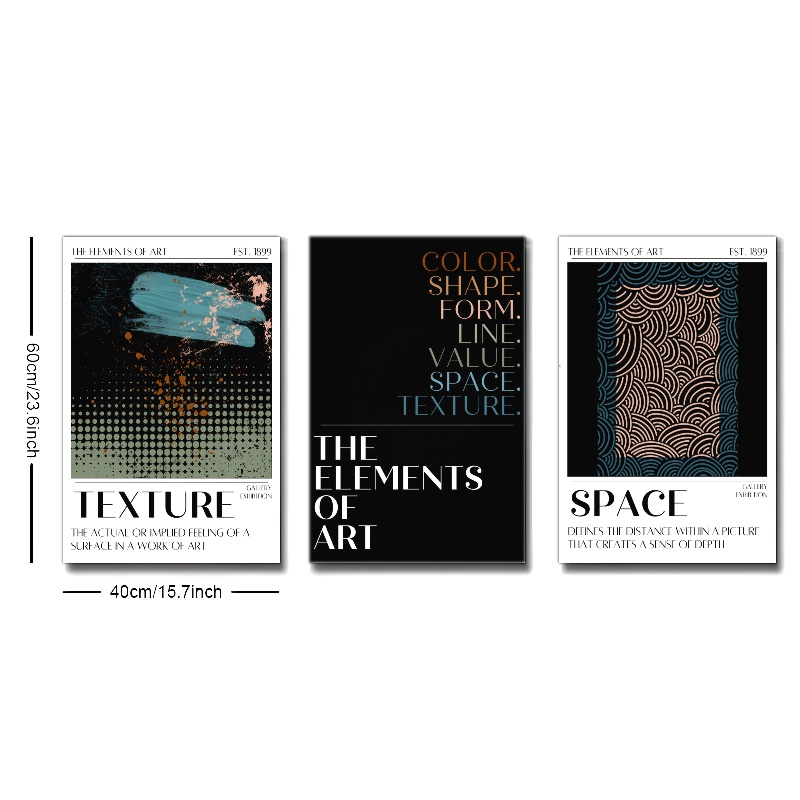 THE ELEMENTS OF ART
EST. 1899
TEXTURE
GALLERY
EXHIBITION
THE ACTUAL OR IMPLIED FEELING OF A
SURFACE IN A WORK OF ART
COLOR.
SHAPE.
FORM.
LINE.
VALUE.
SPACE.
TEXTURE.
THE
ELEMENTS
OF
ART
THE ELEMENTS OF ART
EST. 1899
SPACE
GALLERY
EXHIBITION
DEFINES THE DISTANCE WITHIN A PICTURE
THAT CREATES A SENSE OF DEPTH.
60cm/23.6inch
40cm/15.7inch